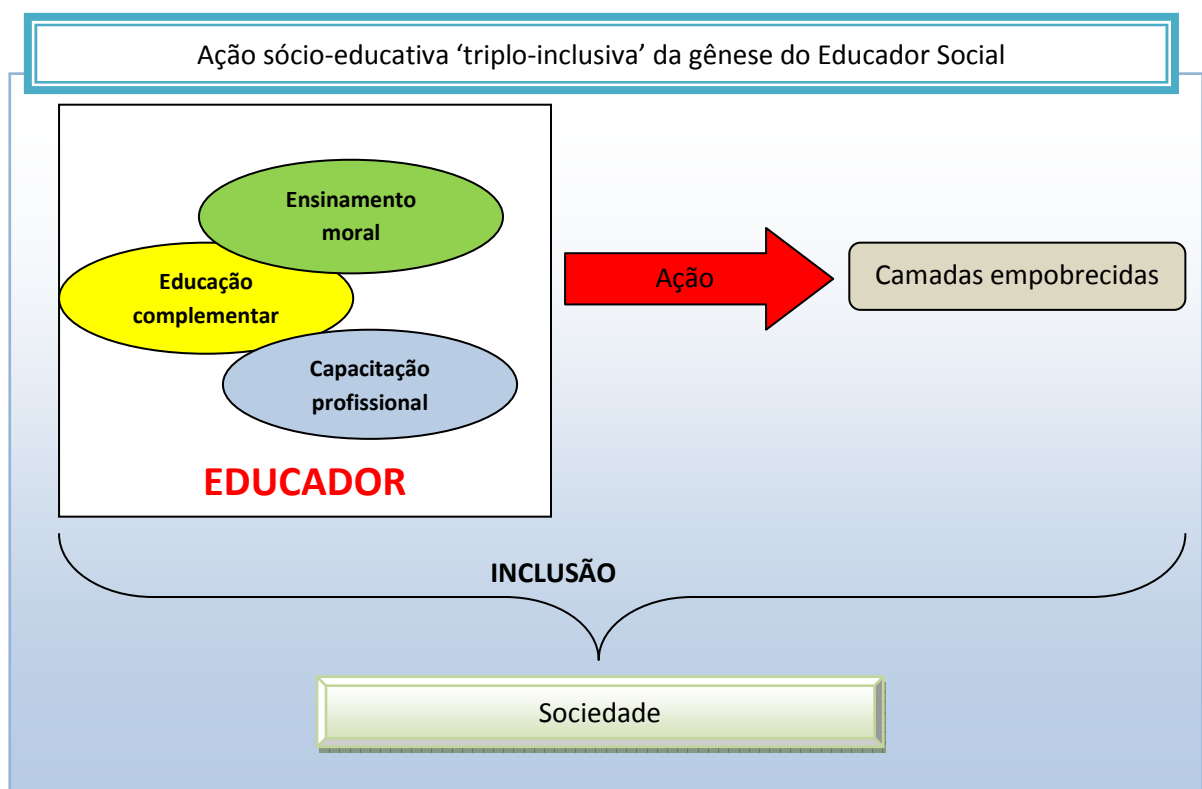 Ação sócio-educativa ‘triplo-inclusiva’ da gênese do Educador Social
Ensinamento
moral
Educação
complementar
Capacitação
profissional
EDUCADOR
Ação
Camadas empobrecidas
INCLUSÃO
Sociedade